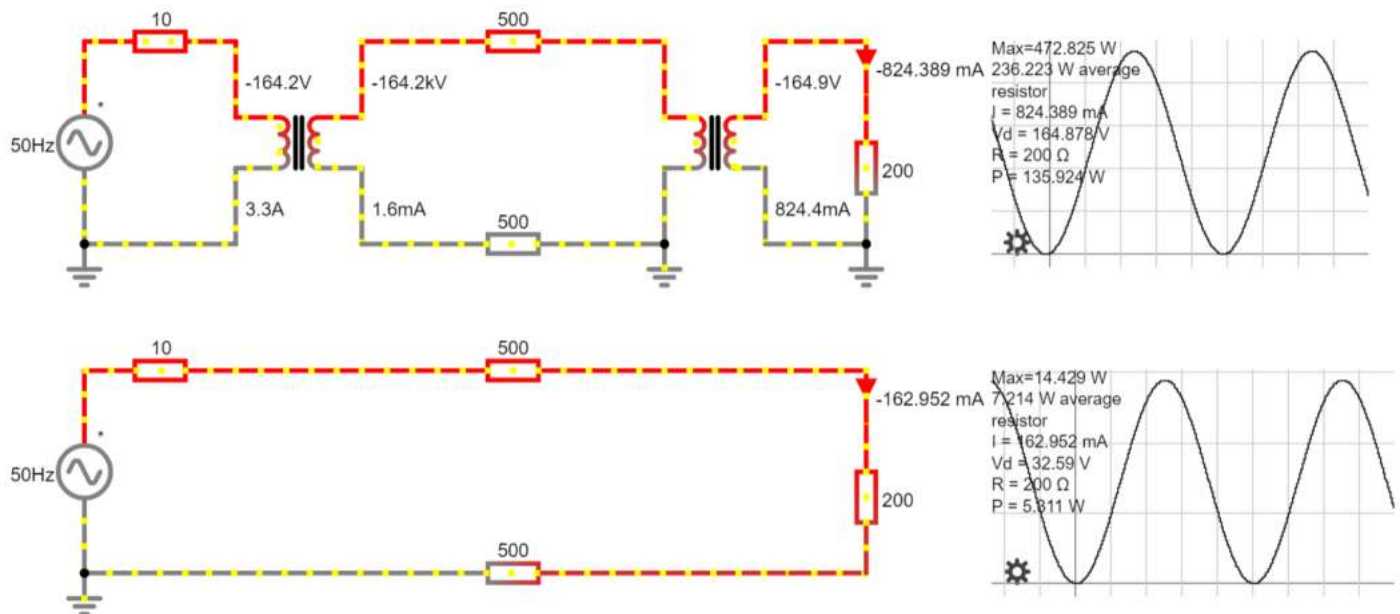 10
500
Max=472.825 W
-164.2V
-164.2kV
-164.9V
-824.389 mA
236.223 W average
resistor
I = 824.389 mA
Vd = 164.878 V
R = 200 Ω
P = 135.924 W
*
50Hz
200
3.3A
1.6mA
500
824.4mA
10
500
Max=14.429 W
-162.952 mA
7.214 W average
resistor
I = 162.952 mA
Vd = 32.59 V
R = 200 Ω
P = 5.311 W
*
50Hz
200
500